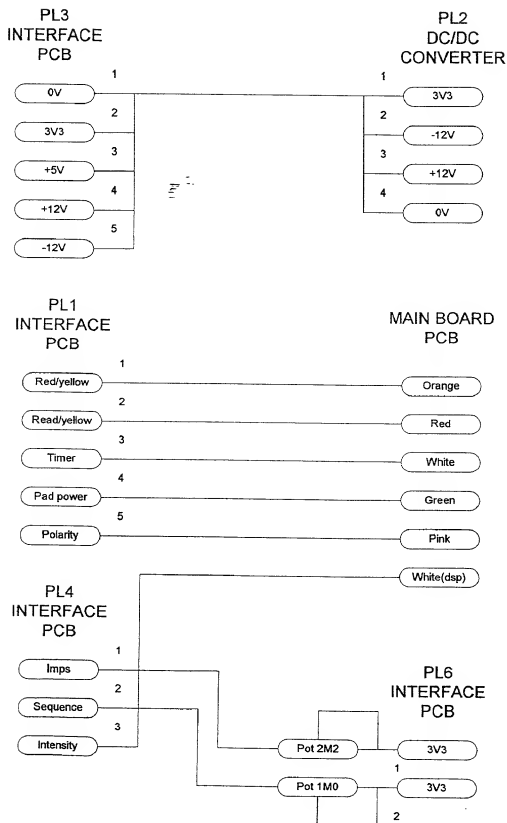 PL3
INTERFACE
PCB
PL2
DC/DC
CONVERTER
1
0V
1
3V3
2
3V3
2
-12V
3
+5V
3
+12V
4
+12V
4
0V
5
-12V
PL1
INTERFACE
PCB
MAIN BOARD
PCB
1
Red/yellow
Orange
2
Read/yellow
Red
3
Timer
White
4
Pad power
Green
5
Polarity
Pink
White(dsp)
PL4
INTERFACE
PCB
1
Imps
2
Sequence
3
Intensity
PL6
INTERFACE
PCB
Pot 2M2
3V3
1
Pot 1M0
3V3
2